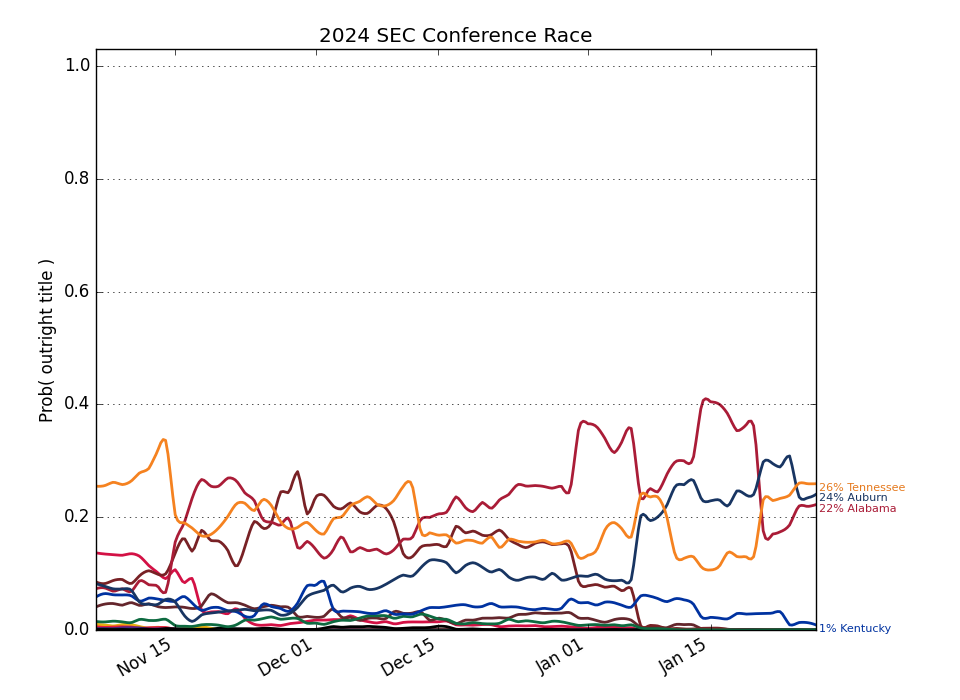 2024 SEC Conference Race
Prob( outright title )
1.0
0.8
0.6
0.4
0.2
0.0
26% Tennessee
24% Auburn
22% Alabama
1% Kentucky
Nov 15
Dec 01
Dec 15
Jan 01
Jan 15